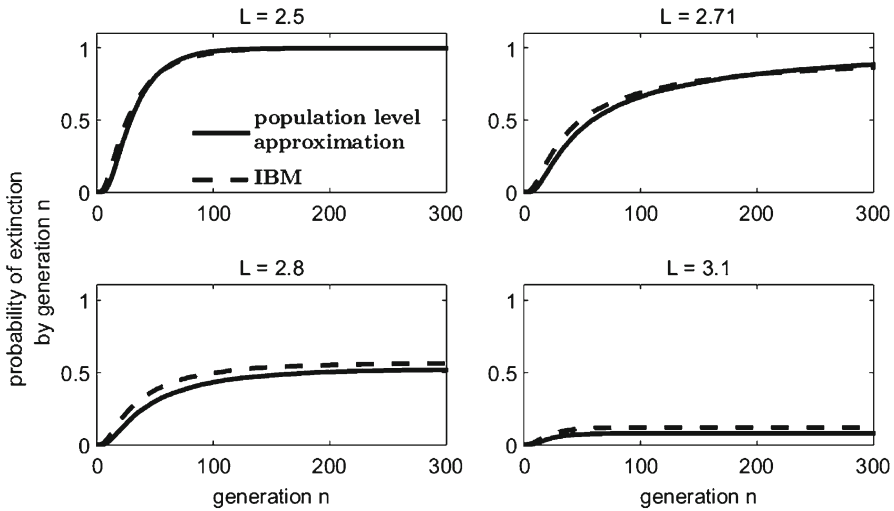 L = 2.5
L = 2.71
1
0.5
0
population level
approximation
IBM
0
100
200
300
1
0.5
0
0
100
200
300
probability of extinction
by generation n
L = 2.8
L = 3.1
1
0.5
0
0
100
200
300
generation n
1
0.5
0
0
100
200
300
generation n